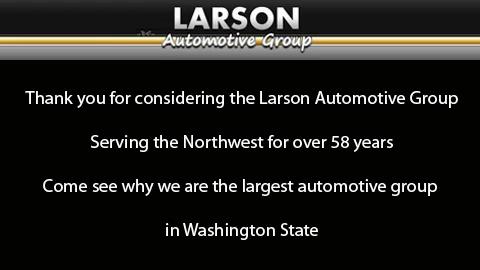 LARSON
Automotive Group
Thank you for considering the Larson Automotive Group
Serving the Northwest for over 58 years
Come see why we are the largest automotive group
in Washington State